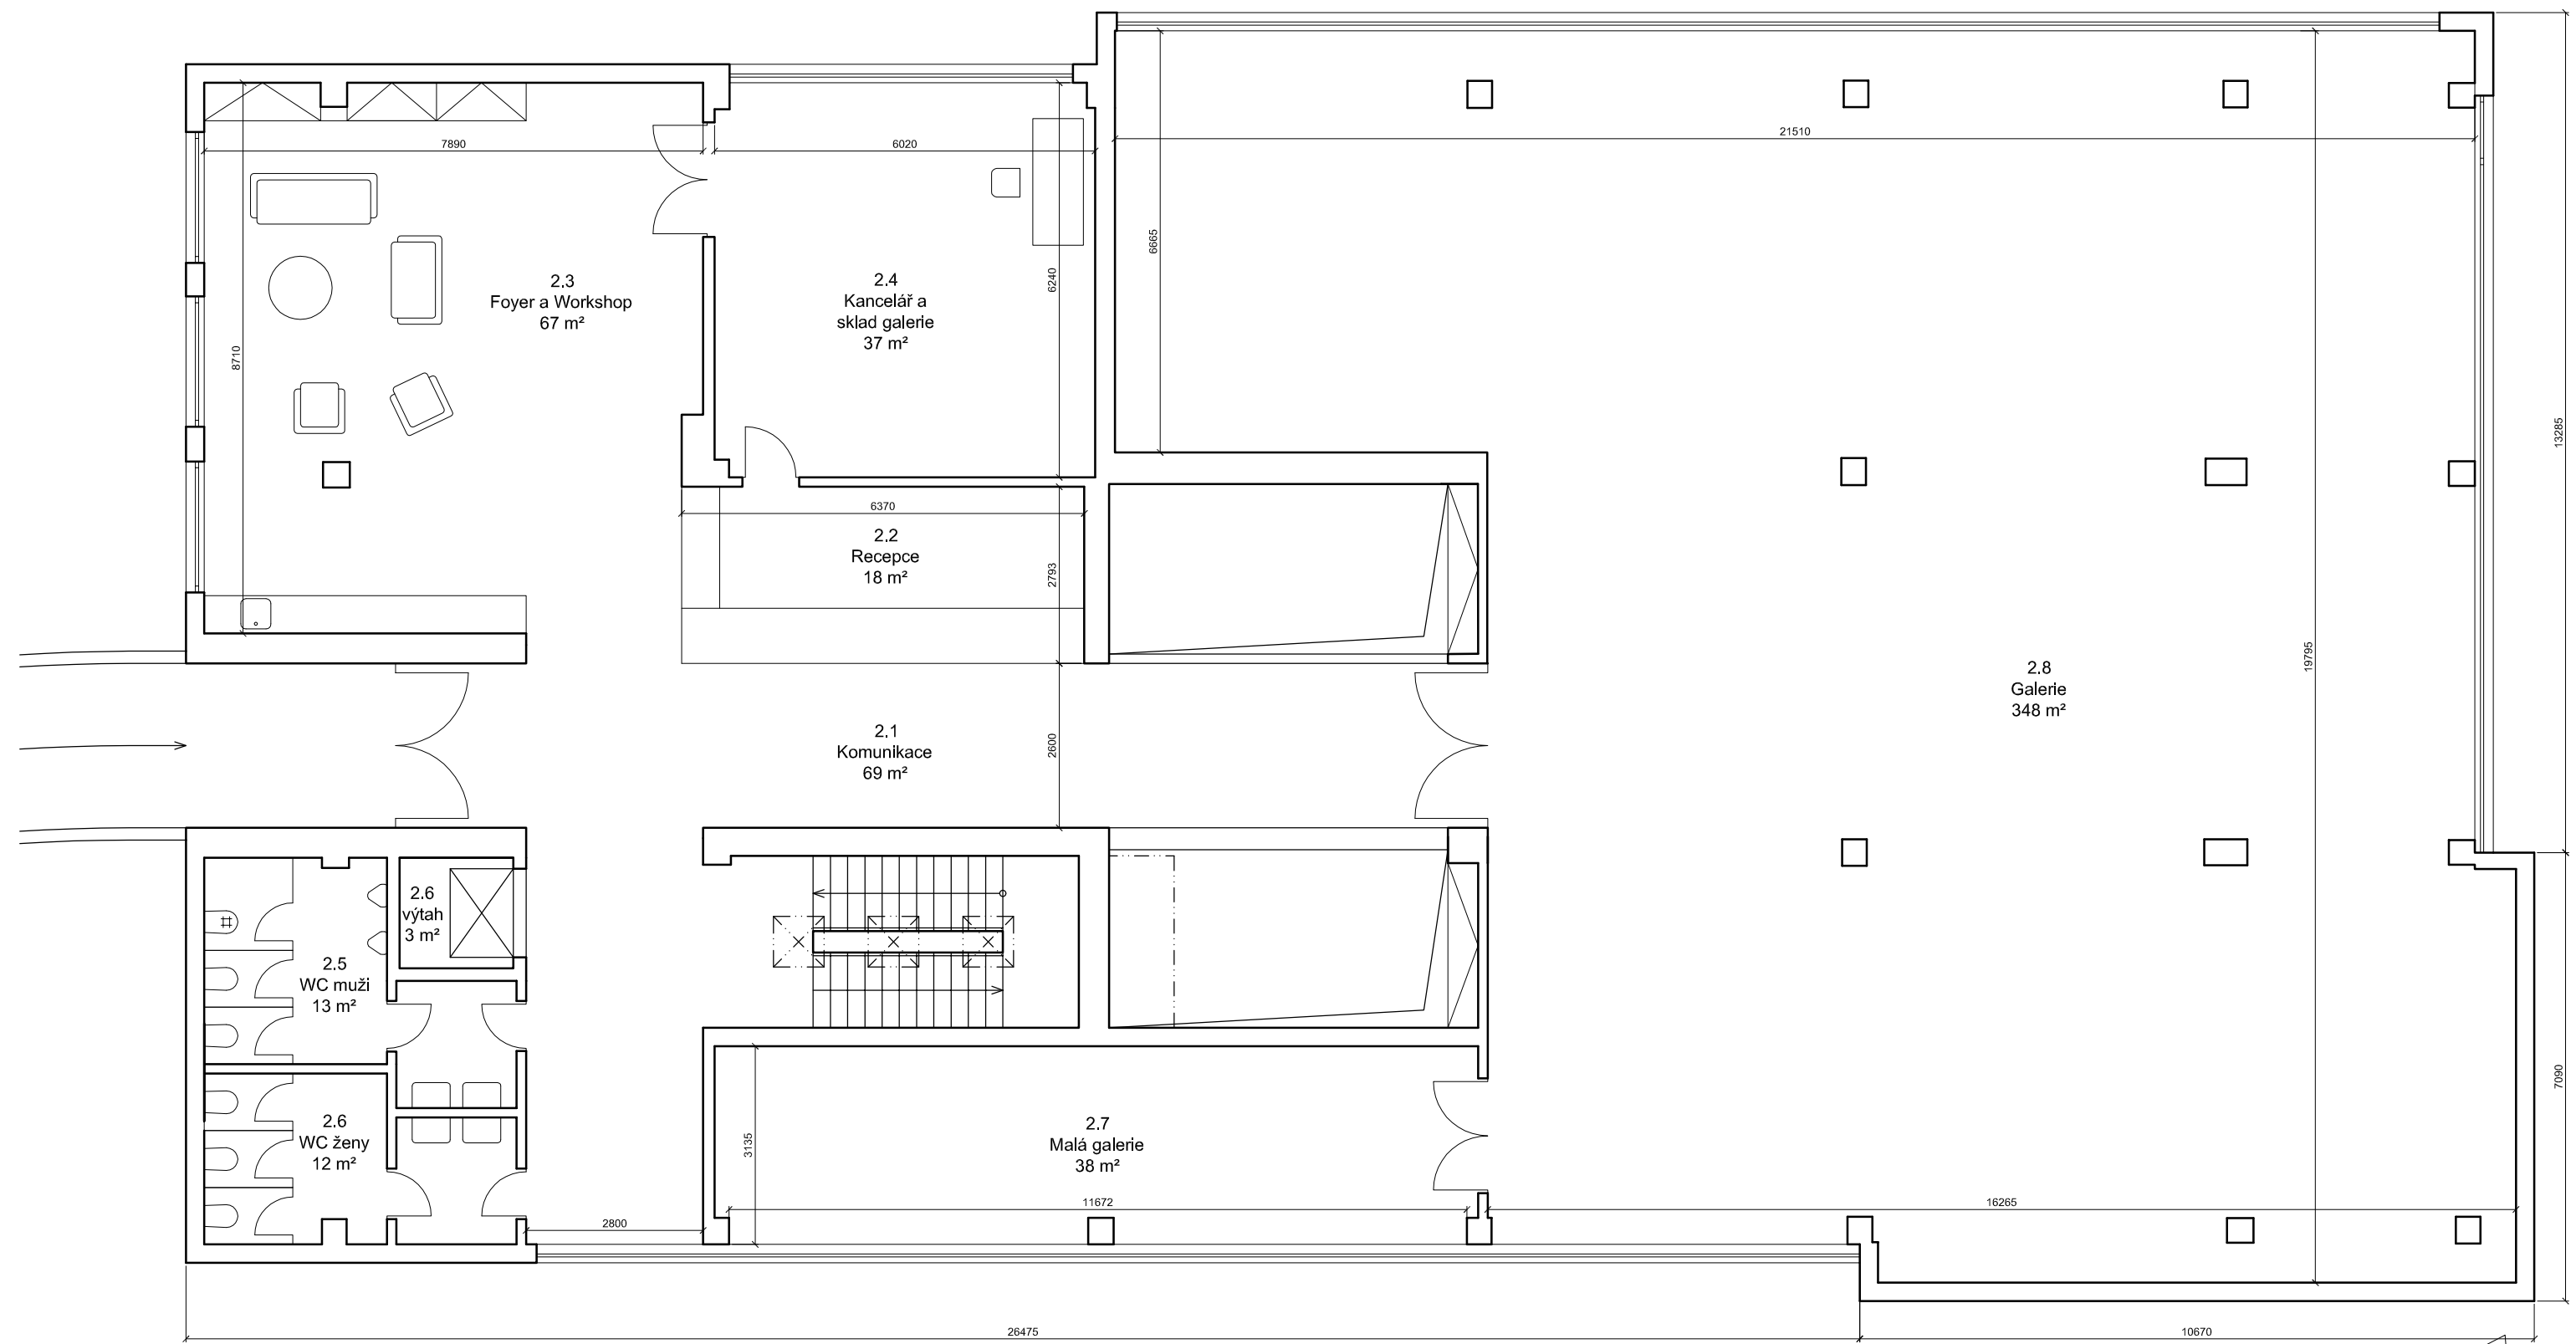 7890
6020
21510
6665
13285
2.3
Foyer a Workshop
67 m²
2.4
Kancelář a
sklad galerie
37 m²
6240
8710
6370
2.2
Recepce
18 m²
2793
2.8
Galerie
348 m²
19795
2.1
Komunikace
69 m²
2600
2.6
výtah
3 m²
2.5
WC muži
13 m²
7090
2.6
WC ženy
12 m²
3135
2.7
Malá galerie
38 m²
11672
16265
2800
26475
10670